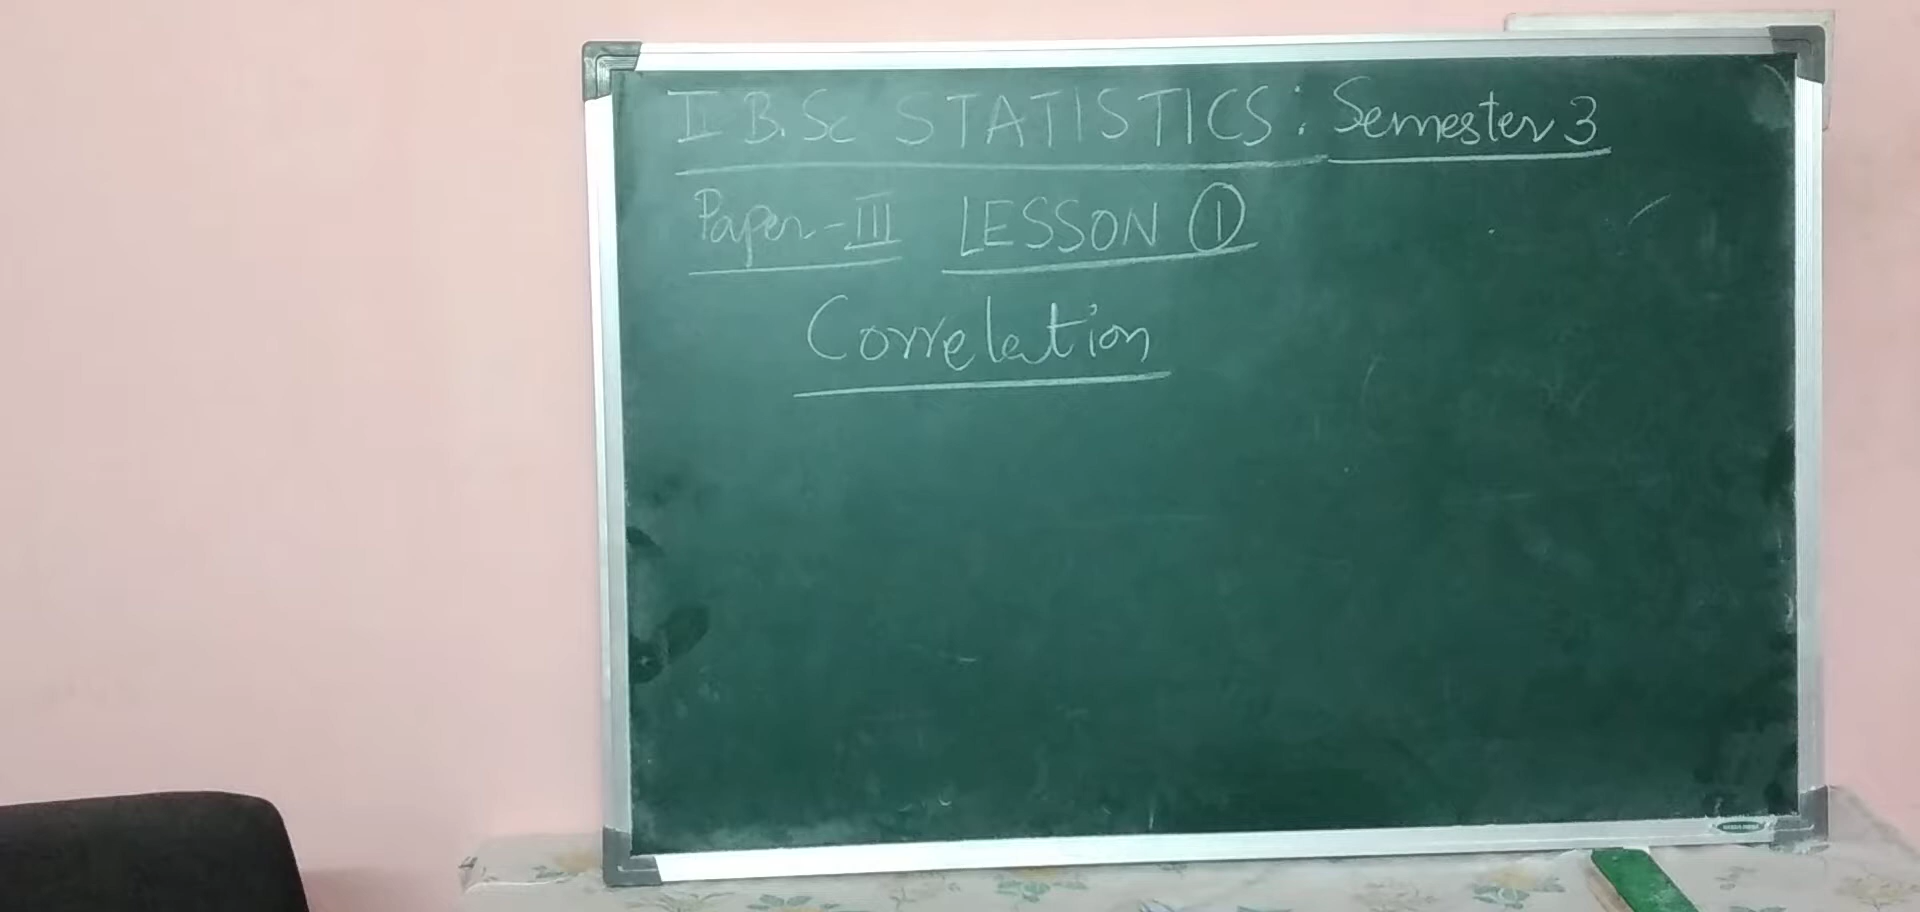 II B.Sc STATISTICS: Semester 3
Paper-III LESSON ①
Correlation